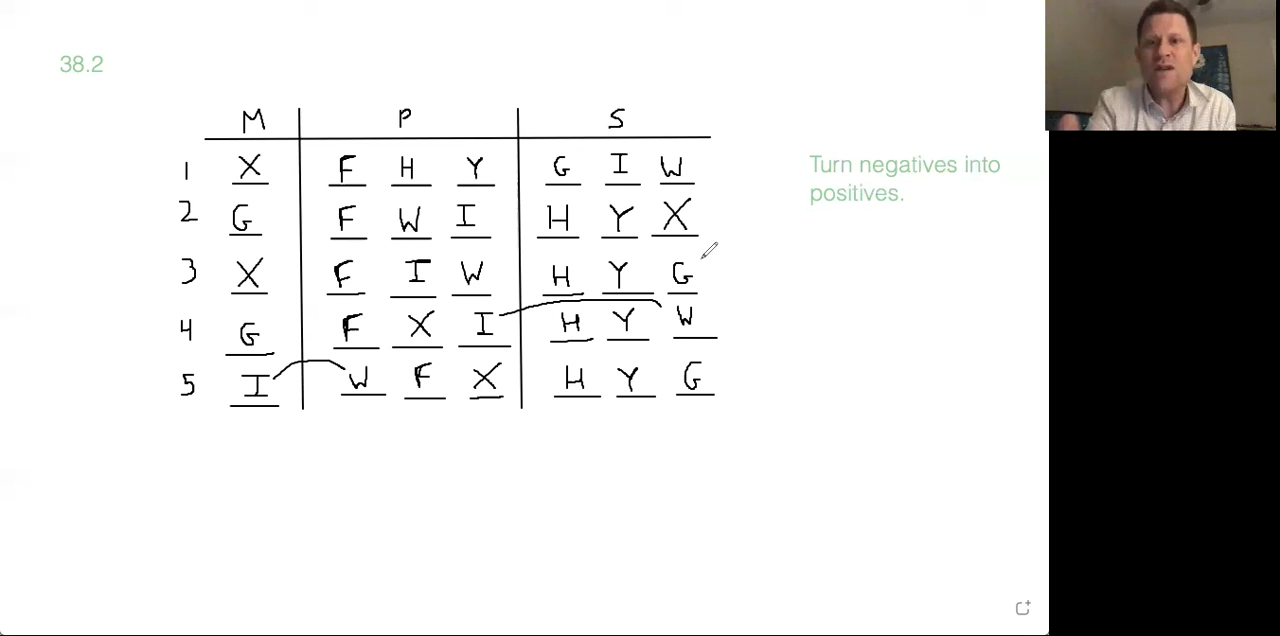 38.2
M P S
1 X F H Y G I W
Turn negatives into
positives.
2 G F W I H Y X
3 X F I W H Y G
4 G F X I H Y W
5 I W F X H Y G